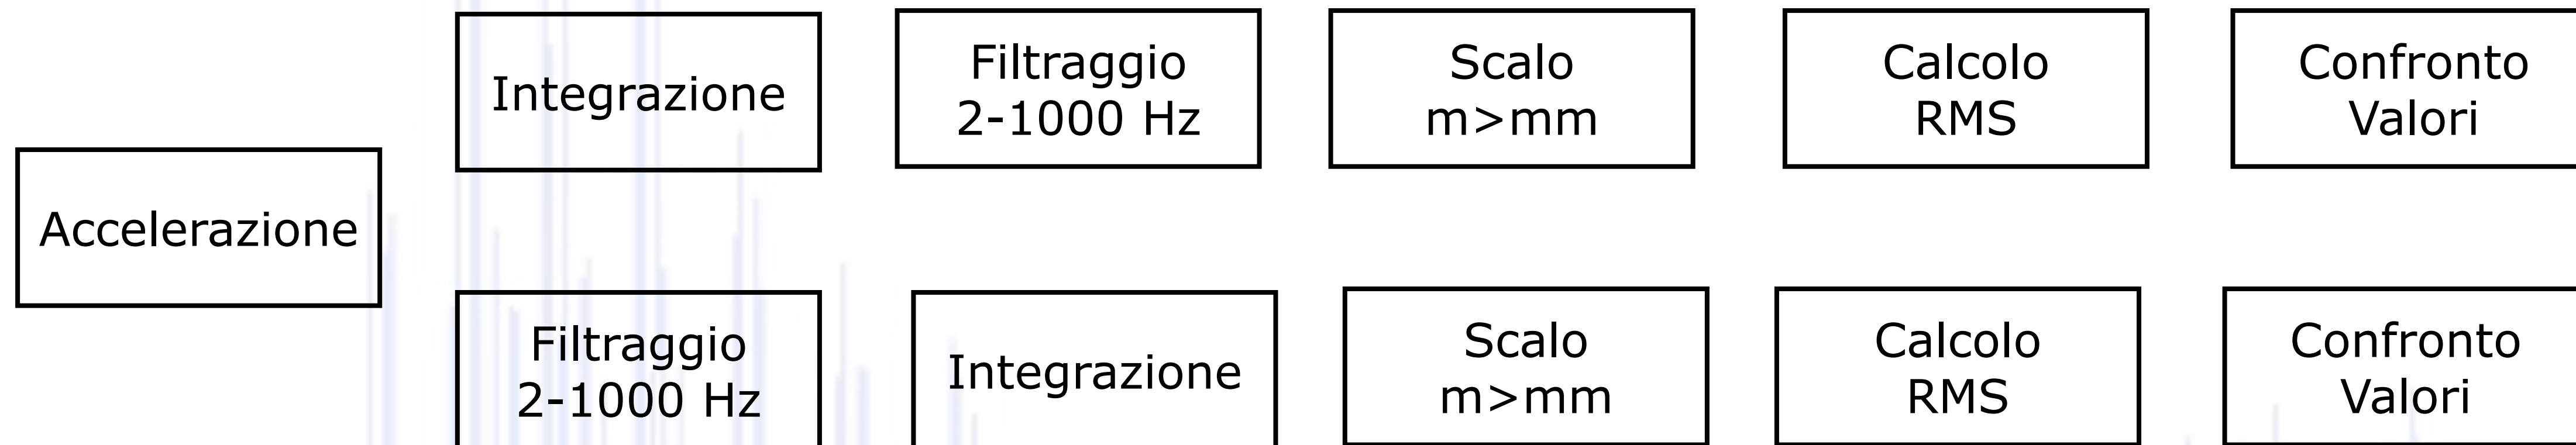 Accelerazione
Integrazione
Filtraggio
2-1000 Hz
Scalo
m>mm
Calcolo
RMS
Confronto
Valori
Filtraggio
2-1000 Hz
Integrazione
Scalo
m>mm
Calcolo
RMS
Confronto
Valori